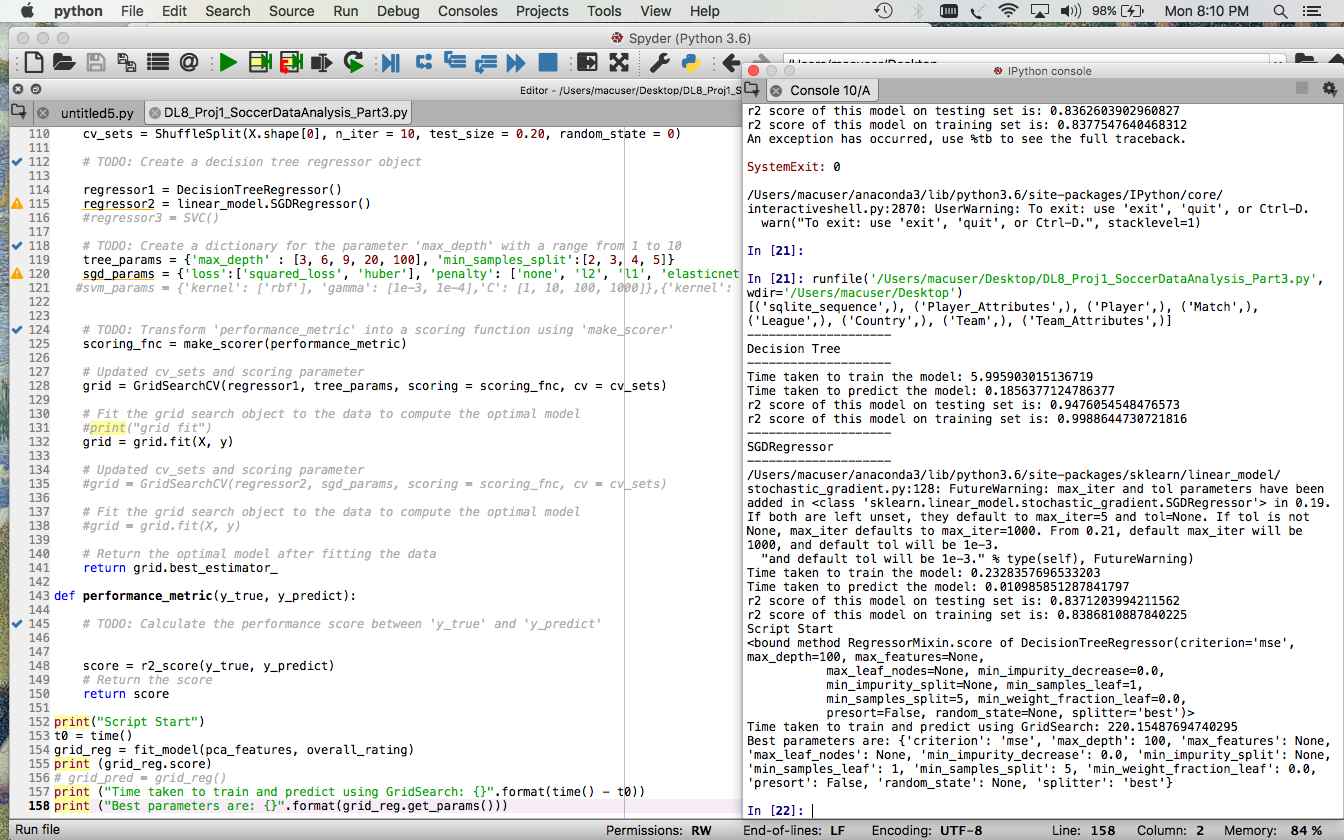 python File Edit Search Source Run Debug Consoles Projects Tools View Help 98% Mon 8:10 PM
Spyder (Python 3.6)
/Users/macuser/Desktop
Editor - /Users/macuser/Desktop/DL8_Proj1_S
untitled5.py DL8_Proj1_SoccerDataAnalysis_Part3.py
110 cv_sets = ShuffleSplit(X.shape[0], n_iter = 10, test_size = 0.20, random_state = 0)
111
112 # TODO: Create a decision tree regressor object
113
114 regressor1 = DecisionTreeRegressor()
115 regressor2 = linear_model.SGDRegressor()
116 #regressor3 = SVC()
117
118 # TODO: Create a dictionary for the parameter 'max_depth' with a range from 1 to 10
119 tree_params = {'max_depth' : [3, 6, 9, 20, 100], 'min_samples_split':[2, 3, 4, 5]}
120 sgd_params = {'loss':['squared_loss', 'huber'], 'penalty': ['none', 'l2', 'l1', 'elasticnet
121 #svm_params = {'kernel': ['rbf'], 'gamma': [1e-3, 1e-4],'C': [1, 10, 100, 1000]},{'kernel':
122
123
124 # TODO: Transform 'performance_metric' into a scoring function using 'make_scorer'
125 scoring_fnc = make_scorer(performance_metric)
126
127 # Updated cv_sets and scoring parameter
128 grid = GridSearchCV(regressor1, tree_params, scoring = scoring_fnc, cv = cv_sets)
129
130 # Fit the grid search object to the data to compute the optimal model
131 #print("grid fit")
132 grid = grid.fit(X, y)
133
134 # Updated cv_sets and scoring parameter
135 #grid = GridSearchCV(regressor2, sgd_params, scoring = scoring_fnc, cv = cv_sets)
136
137 # Fit the grid search object to the data to compute the optimal model
138 #grid = grid.fit(X, y)
139
140 # Return the optimal model after fitting the data
141 return grid.best_estimator_
142
143 def performance_metric(y_true, y_predict):
144
145 # TODO: Calculate the performance score between 'y_true' and 'y_predict'
146
147
148 score = r2_score(y_true, y_predict)
149 # Return the score
150 return score
151
152 print("Script Start")
153 t0 = time()
154 grid_reg = fit_model(pca_features, overall_rating)
155 print (grid_reg.score)
156 # grid_pred = grid_reg()
157 print ("Time taken to train and predict using GridSearch: {}".format(time() - t0))
158 print ("Best parameters are: {}".format(grid_reg.get_params()))
IPython console
Console 10/A
r2 score of this model on testing set is: 0.8362603902960827
r2 score of this model on training set is: 0.8377547640468312
An exception has occurred, use %tb to see the full traceback.
SystemExit: 0
/Users/macuser/anaconda3/lib/python3.6/site-packages/IPython/core/
interactiveshell.py:2870: UserWarning: To exit: use 'exit', 'quit', or Ctrl-D.
warn("To exit: use 'exit', 'quit', or Ctrl-D.", stacklevel=1)
In [21]:
In [21]: runfile('/Users/macuser/Desktop/DL8_Proj1_SoccerDataAnalysis_Part3.py',
wdir='/Users/macuser/Desktop')
[('sqlite_sequence',), ('Player_Attributes',), ('Player',), ('Match',),
('League',), ('Country',), ('Team',), ('Team_Attributes',)]
--------------------
Decision Tree
--------------------
Time taken to train the model: 5.995903015136719
Time taken to predict the model: 0.1856377124786377
r2 score of this model on testing set is: 0.9476054548476573
r2 score of this model on training set is: 0.9988644730721816
--------------------
SGDRegressor
--------------------
/Users/macuser/anaconda3/lib/python3.6/site-packages/sklearn/linear_model/
stochastic_gradient.py:128: FutureWarning: max_iter and tol parameters have been
added in <class 'sklearn.linear_model.stochastic_gradient.SGDRegressor'> in 0.19.
If both are left unset, they default to max_iter=5 and tol=None. If tol is not
None, max_iter defaults to max_iter=1000. From 0.21, default max_iter will be
1000, and default tol will be 1e-3.
"and default tol will be 1e-3." % type(self), FutureWarning)
Time taken to train the model: 0.2328357696533203
Time taken to predict the model: 0.010985851287841797
r2 score of this model on testing set is: 0.8371203994211562
r2 score of this model on training set is: 0.8386810887840225
Script Start
<bound method RegressorMixin.score of DecisionTreeRegressor(criterion='mse',
max_depth=100, max_features=None,
max_leaf_nodes=None, min_impurity_decrease=0.0,
min_impurity_split=None, min_samples_leaf=1,
min_samples_split=5, min_weight_fraction_leaf=0.0,
presort=False, random_state=None, splitter='best')>
Time taken to train and predict using GridSearch: 220.15487694740295
Best parameters are: {'criterion': 'mse', 'max_depth': 100, 'max_features': None,
'max_leaf_nodes': None, 'min_impurity_decrease': 0.0, 'min_impurity_split': None,
'min_samples_leaf': 1, 'min_samples_split': 5, 'min_weight_fraction_leaf': 0.0,
'presort': False, 'random_state': None, 'splitter': 'best'}
In [22]:
Run file Permissions: RW End-of-lines: LF Encoding: UTF-8 Line: 158 Column: 2 Memory: 84 %